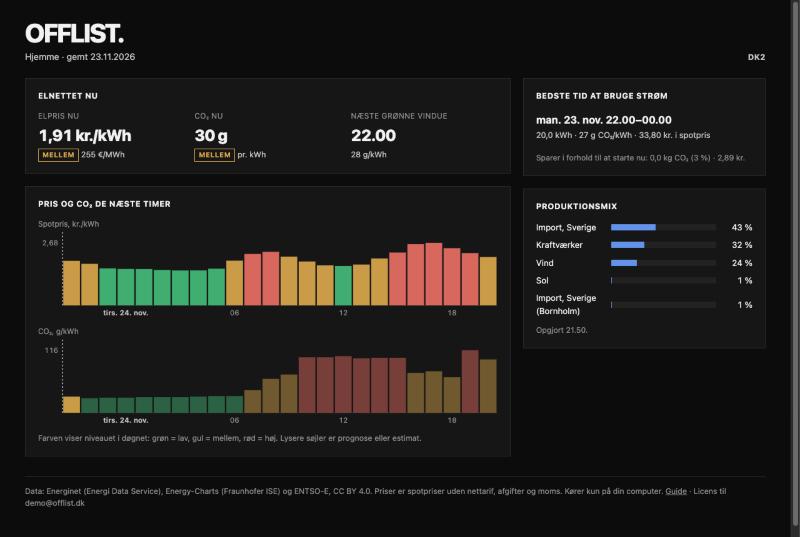 OFFLIST.
Hjemme · gemt 23.11.2026
DK2
ELNETTET NU
ELPRIS NU
1,91 kr./kWh
MELLEM 255 €/MWh
CO₂ NU
30 g
MELLEM pr. kWh
NÆSTE GRØNNE VINDUE
22.00
28 g/kWh
BEDSTE TID AT BRUGE STRØM
man. 23. nov. 22.00–00.00
20,0 kWh · 27 g CO₂/kWh · 33,80 kr. i spotpris
Sparer i forhold til at starte nu: 0,0 kg CO₂ (3 %) · 2,89 kr.
PRIS OG CO₂ DE NÆSTE TIMER
Spotpris, kr./kWh
2,68
tirs. 24. nov.
06
12
18
CO₂, g/kWh
116
tirs. 24. nov.
06
12
18
Farven viser niveauet i døgnet: grøn = lav, gul = mellem, rød = høj. Lysere søjler er prognose eller estimat.
PRODUKTIONSMIX
Import, Sverige 43 %
Kraftværker 32 %
Vind 24 %
Sol 1 %
Import, Sverige
(Bornholm) 1 %
Opgjort 21.50.
Data: Energinet (Energi Data Service), Energy-Charts (Fraunhofer ISE) og ENTSO-E, CC BY 4.0. Priser er spotpriser uden nettarif, afgifter og moms. Kører kun på din computer. Guide · Licens til
demo@offlist.dk